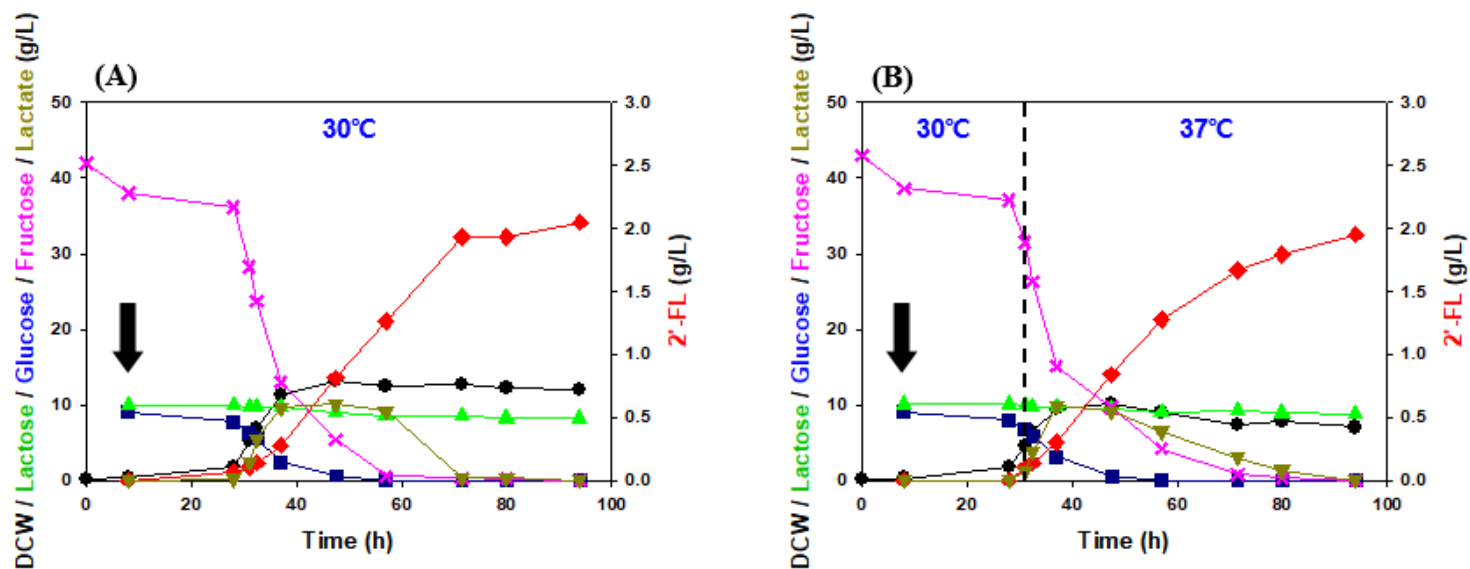 DCW / Lactose / Glucose / Fructose / Lactate (g/L)
(A)
30℃
50
40
30
20
10
0
3.0
2.5
2.0
1.5
1.0
0.5
0.0
2'-FL (g/L)
0 20 40 60 80 100
Time (h)
DCW / Lactose / Glucose / Fructose / Lactate (g/L)
(B)
30℃ 37℃
50
40
30
20
10
0
3.0
2.5
2.0
1.5
1.0
0.5
0.0
2'-FL (g/L)
0 20 40 60 80 100
Time (h)